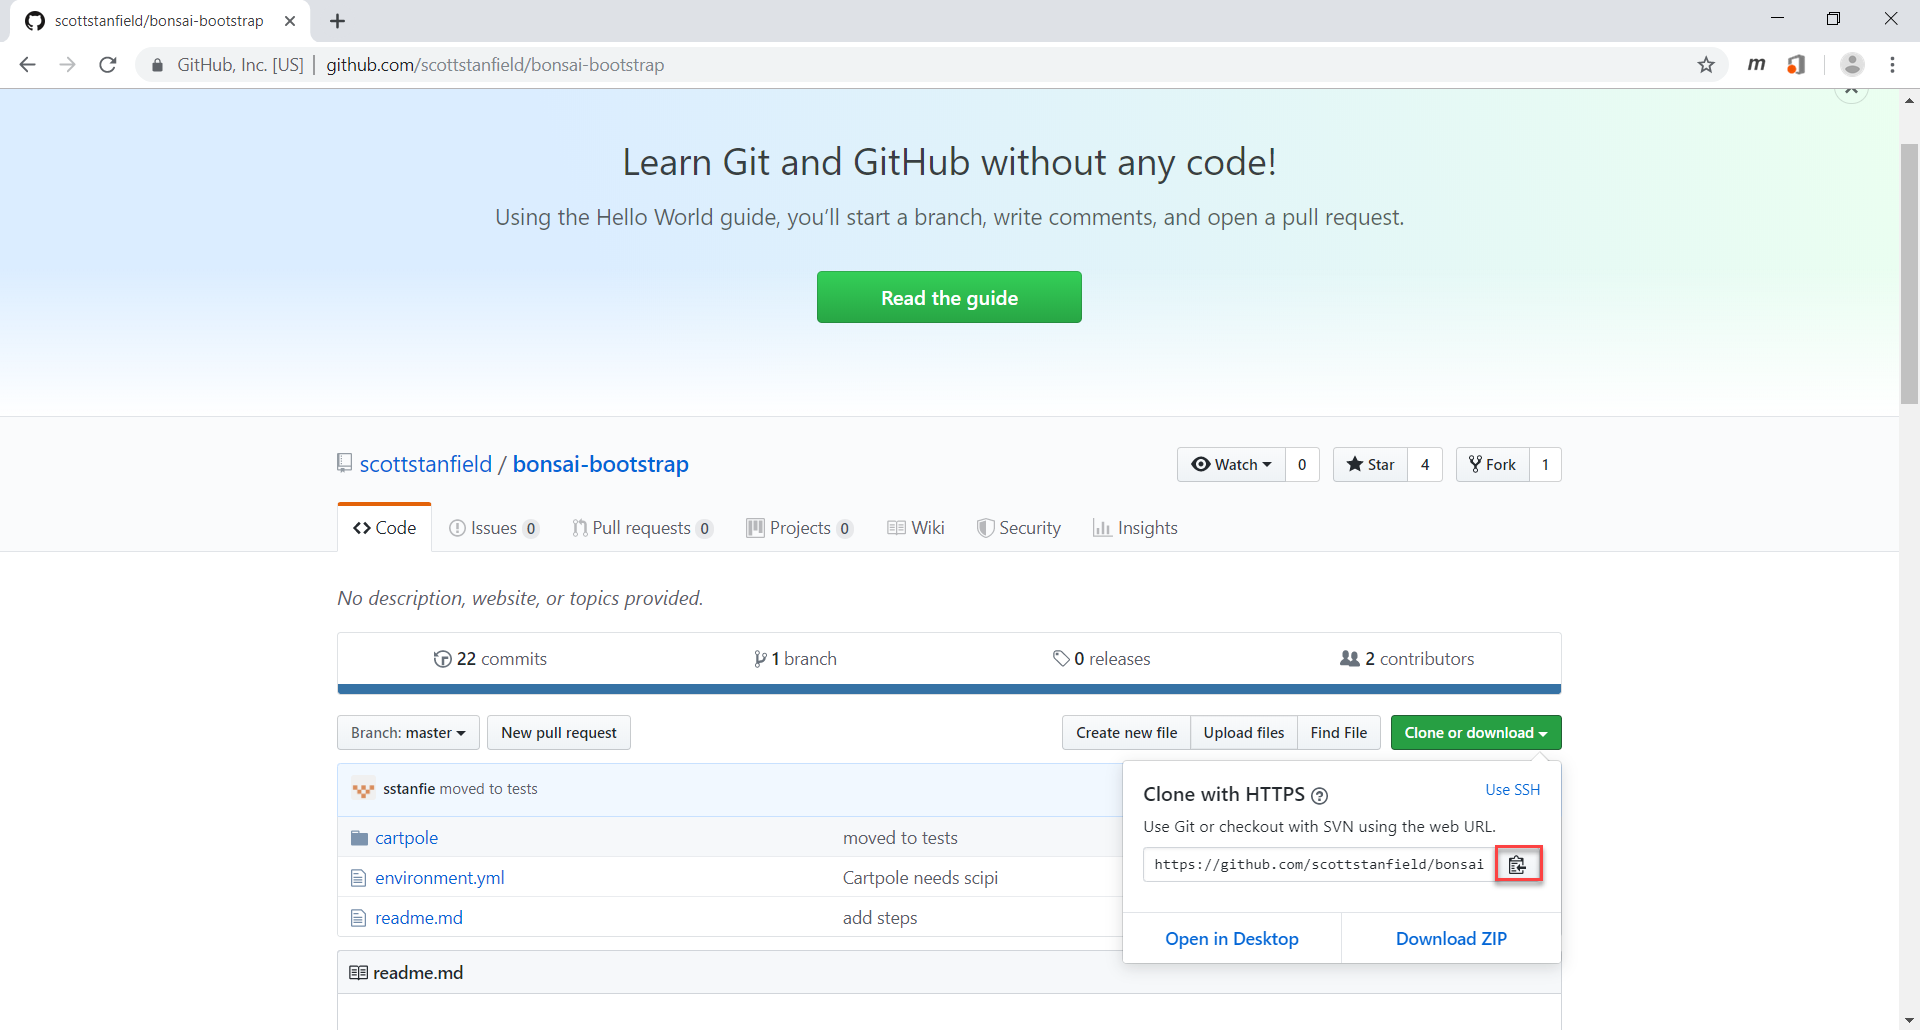 scottstanfield/bonsai-bootstrap
GitHub, Inc. [US] | github.com/scottstanfield/bonsai-bootstrap
m
Learn Git and GitHub without any code!
Using the Hello World guide, you’ll start a branch, write comments, and open a pull request.
Read the guide
scottstanfield / bonsai-bootstrap
Watch 0 Star 4 Fork 1
Code Issues 0 Pull requests 0 Projects 0 Wiki Security Insights
No description, website, or topics provided.
22 commits 1 branch 0 releases 2 contributors
Branch: master New pull request Create new file Upload files Find File Clone or download
sstanfie moved to tests
cartpole moved to tests
environment.yml Cartpole needs scipi
readme.md add steps
Clone with HTTPS Use SSH
Use Git or checkout with SVN using the web URL.
https://github.com/scottstanfield/bonsai
Open in Desktop Download ZIP
readme.md